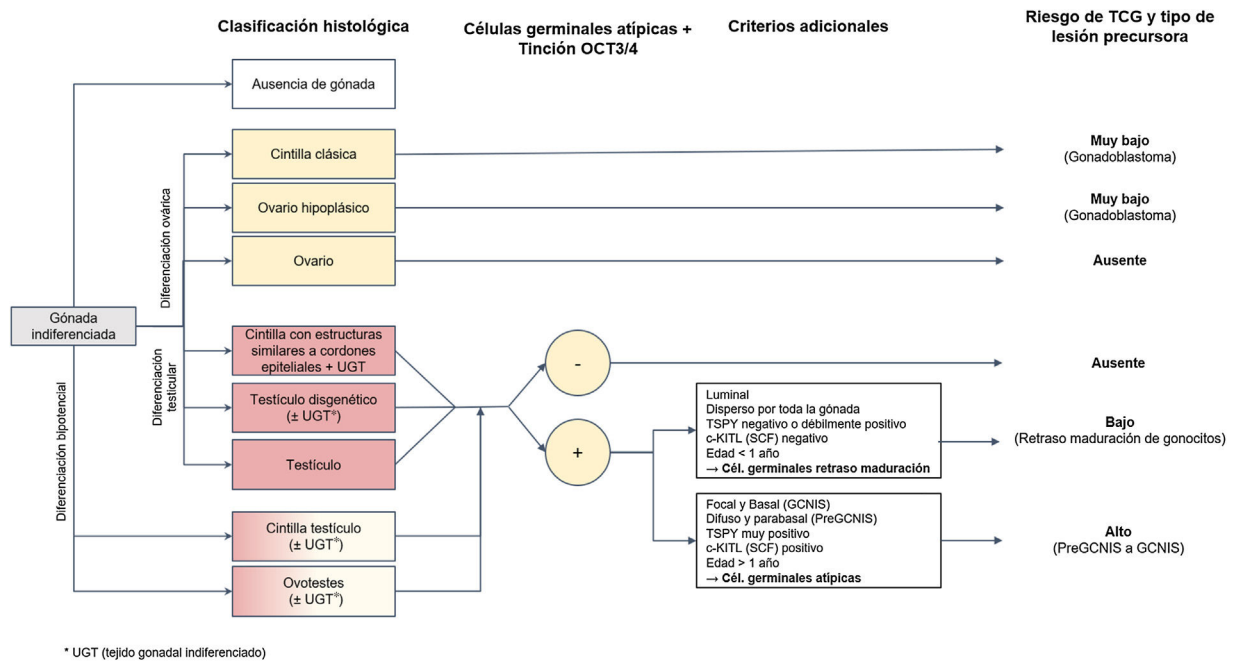 Clasificación histológica
Células germinales atípicas +
Tinción OCT3/4
Criterios adicionales
Riesgo de TCG y tipo de
lesión precursora
Ausencia de gónada
Cintilla clásica
Muy bajo
(Gonadoblastoma)
Ovario hipoplásico
Muy bajo
(Gonadoblastoma)
Ovario
Ausente
Diferenciación ovárica
Gónada
indiferenciada
Diferenciación
testicular
Diferenciación bipotencial
Cintilla con estructuras
similares a cordones
epiteliales + UGT
Testículo disgenético
(± UGT*)
Testículo
Cintilla testículo
(± UGT*)
Ovotestes
(± UGT*)
-
Ausente
+
Luminal
Disperso por toda la gónada
TSPY negativo o débilmente positivo
c-KITL (SCF) negativo
Edad < 1 año
→ Cél. germinales retraso maduración
Bajo
(Retraso maduración de gonocitos)
Focal y Basal (GCNIS)
Difuso y parabasal (PreGCNIS)
TSPY muy positivo
c-KITL (SCF) positivo
Edad > 1 año
→ Cél. germinales atípicas
Alto
(PreGCNIS a GCNIS)
* UGT (tejido gonadal indiferenciado)